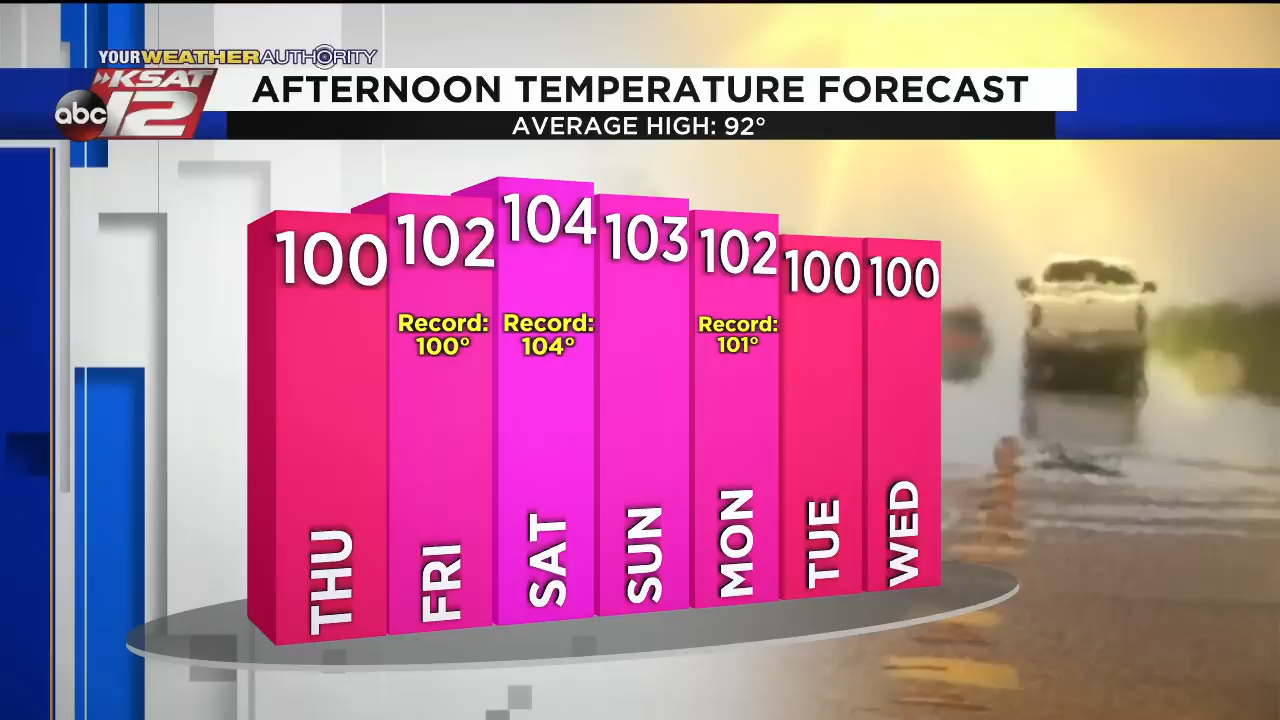 YOURWEATHERAUTHORITY
KSAT
abc 12
AFTERNOON TEMPERATURE FORECAST
AVERAGE HIGH: 92°
100 102 104 103 102 100 100
Record: Record: Record:
100° 104° 101°
THU FRI SAT SUN MON TUE WED